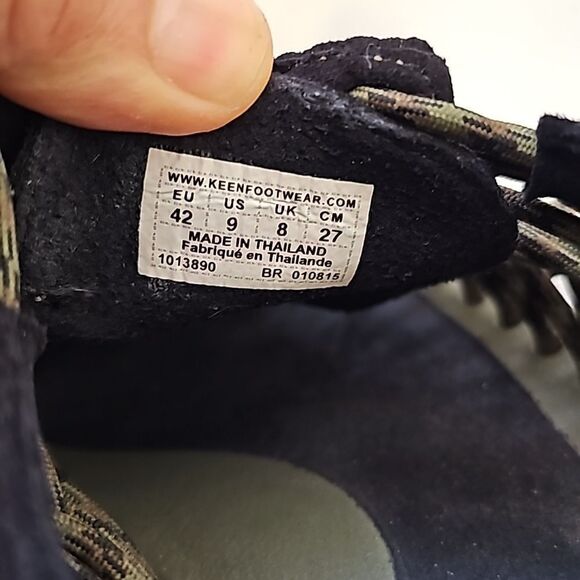 WWW.KEENFOOTWEAR.COM
EU US UK CM
42 9 8 27
MADE IN THAILAND
Fabriqué en Thailande
1013890 BR 010815